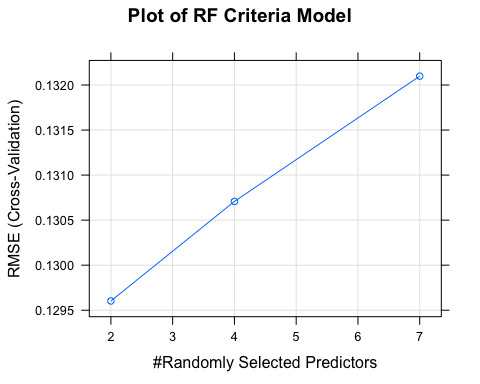 Plot of RF Criteria Model
RMSE (Cross-Validation)
0.1320
0.1315
0.1310
0.1305
0.1300
0.1295
2 3 4 5 6 7
#Randomly Selected Predictors